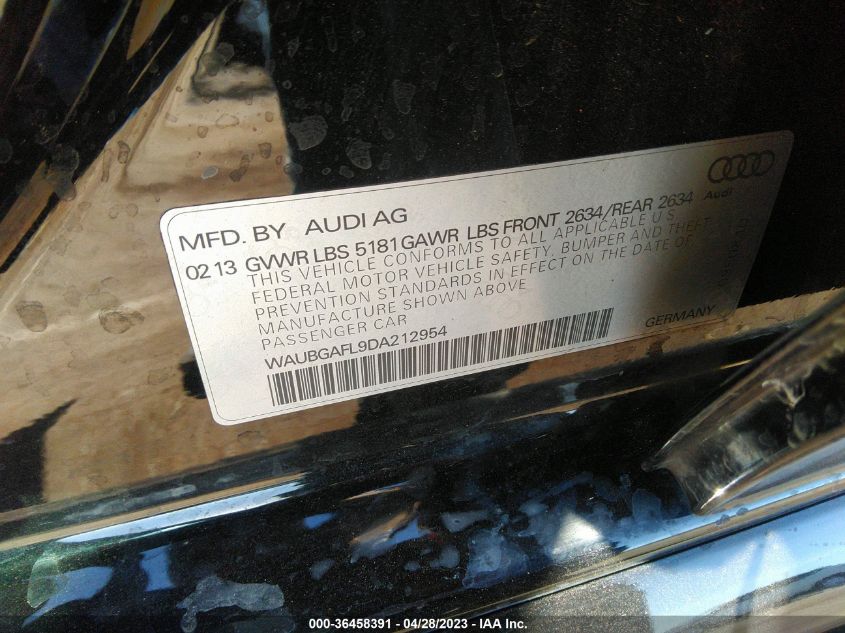 MFD. BY AUDI AG
Audi
02 13 GVWR LBS 5181 GAWR LBS FRONT 2634/REAR 2634
THIS VEHICLE CONFORMS TO ALL APPLICABLE U S
FEDERAL MOTOR VEHICLE SAFETY, BUMPER AND THEFT
PREVENTION STANDARDS IN EFFECT ON THE DATE OF
MANUFACTURE SHOWN ABOVE
PASSENGER CAR
WAUBGAFL9DA212954
GERMANY
000-36458391 / 04/28/2023 - IAA Inc.